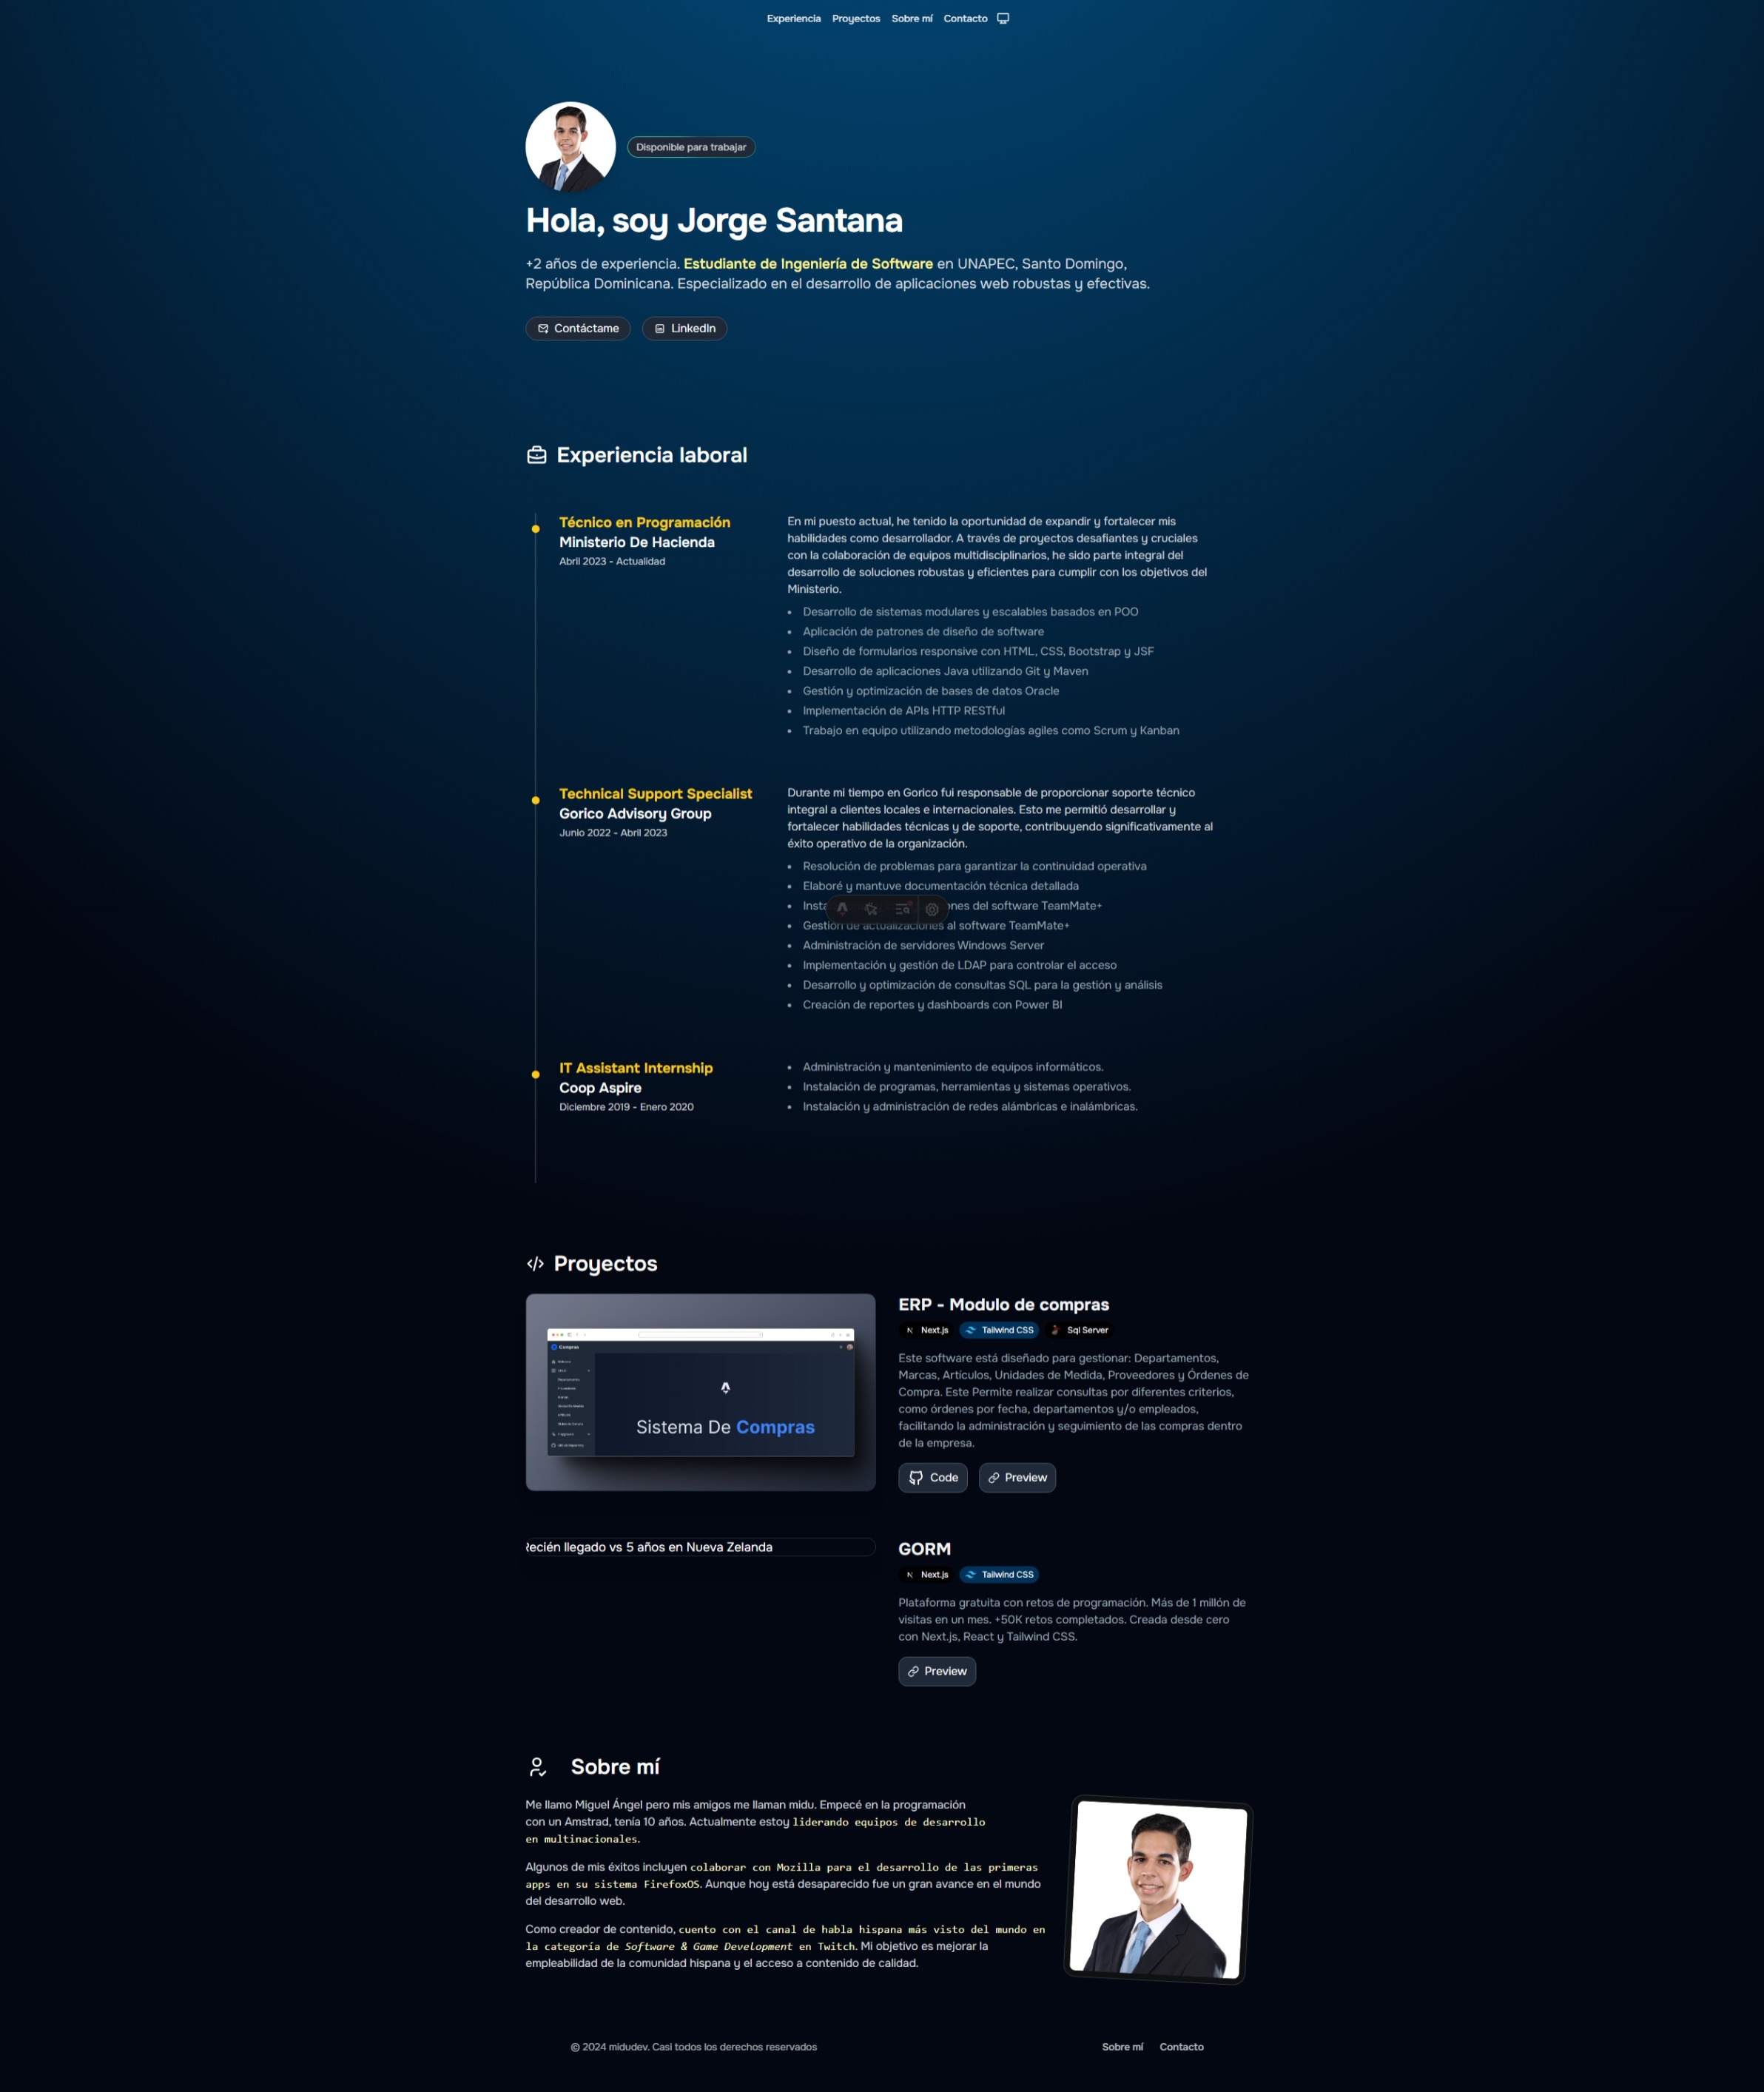 Experiencia Proyectos Sobre mí Contacto
Disponible para trabajar
Hola, soy Jorge Santana
+2 años de experiencia. Estudiante de Ingeniería de Software en UNAPEC, Santo Domingo,
República Dominicana. Especializado en el desarrollo de aplicaciones web robustas y efectivas.
Contáctame
LinkedIn
Experiencia laboral
Técnico en Programación
Ministerio De Hacienda
Abril 2023 - Actualidad
En mi puesto actual, he tenido la oportunidad de expandir y fortalecer mis
habilidades como desarrollador. A través de proyectos desafiantes y cruciales
con la colaboración de equipos multidisciplinarios, he sido parte integral del
desarrollo de soluciones robustas y eficientes para cumplir con los objetivos del
Ministerio.
• Desarrollo de sistemas modulares y escalables basados en POO
• Aplicación de patrones de diseño de software
• Diseño de formularios responsive con HTML, CSS, Bootstrap y JSF
• Desarrollo de aplicaciones Java utilizando Git y Maven
• Gestión y optimización de bases de datos Oracle
• Implementación de APIs HTTP RESTful
• Trabajo en equipo utilizando metodologías agiles como Scrum y Kanban
Technical Support Specialist
Gorico Advisory Group
Junio 2022 - Abril 2023
Durante mi tiempo en Gorico fui responsable de proporcionar soporte técnico
integral a clientes locales e internacionales. Esto me permitió desarrollar y
fortalecer habilidades técnicas y de soporte, contribuyendo significativamente al
éxito operativo de la organización.
• Resolución de problemas para garantizar la continuidad operativa
• Elaboré y mantuve documentación técnica detallada
• del software TeamMate+
• Gestión de actualizaciones al software TeamMate+
• Administración de servidores Windows Server
• Implementación y gestión de LDAP para controlar el acceso
• Desarrollo y optimización de consultas SQL para la gestión y análisis
• Creación de reportes y dashboards con Power BI
IT Assistant Internship
Coop Aspire
Diciembre 2019 - Enero 2020
• Administración y mantenimiento de equipos informáticos.
• Instalación de programas, herramientas y sistemas operativos.
• Instalación y administración de redes alámbricas e inalámbricas.
Proyectos
Compras
Sistema De Compras
ERP - Modulo de compras
Next.js Tailwind CSS Sql Server
Este software está diseñado para gestionar: Departamentos,
Marcas, Artículos, Unidades de Medida, Proveedores y Órdenes de
Compra. Este Permite realizar consultas por diferentes criterios,
como órdenes por fecha, departamentos y/o empleados,
facilitando la administración y seguimiento de las compras dentro
de la empresa.
Code
Preview
Recién llegado vs 5 años en Nueva Zelanda
GORM
Next.js Tailwind CSS
Plataforma gratuita con retos de programación. Más de 1 millón de
visitas en un mes. +50K retos completados. Creada desde cero
con Next.js, React y Tailwind CSS.
Preview
Sobre mí
Me llamo Miguel Ángel pero mis amigos me llaman midu. Empecé en la programación
con un Amstrad, tenía 10 años. Actualmente estoy liderando equipos de desarrollo
en multinacionales.
Algunos de mis éxitos incluyen colaborar con Mozilla para el desarrollo de las primeras
apps en su sistema FirefoxOS. Aunque hoy está desaparecido fue un gran avance en el mundo
del desarrollo web.
Como creador de contenido, cuento con el canal de habla hispana más visto del mundo en
la categoría de Software & Game Development en Twitch. Mi objetivo es mejorar la
empleabilidad de la comunidad hispana y el acceso a contenido de calidad.
© 2024 midudev. Casi todos los derechos reservados
Sobre mí Contacto